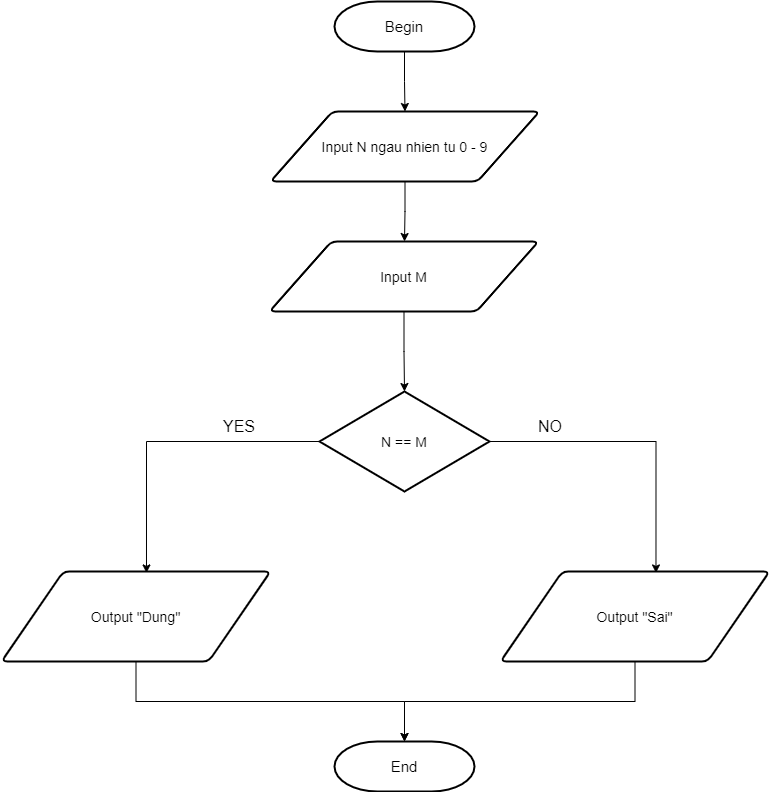 Begin
Input N ngau nhien tu 0 - 9
Input M
N == M
YES
NO
Output "Dung"
Output "Sai"
End